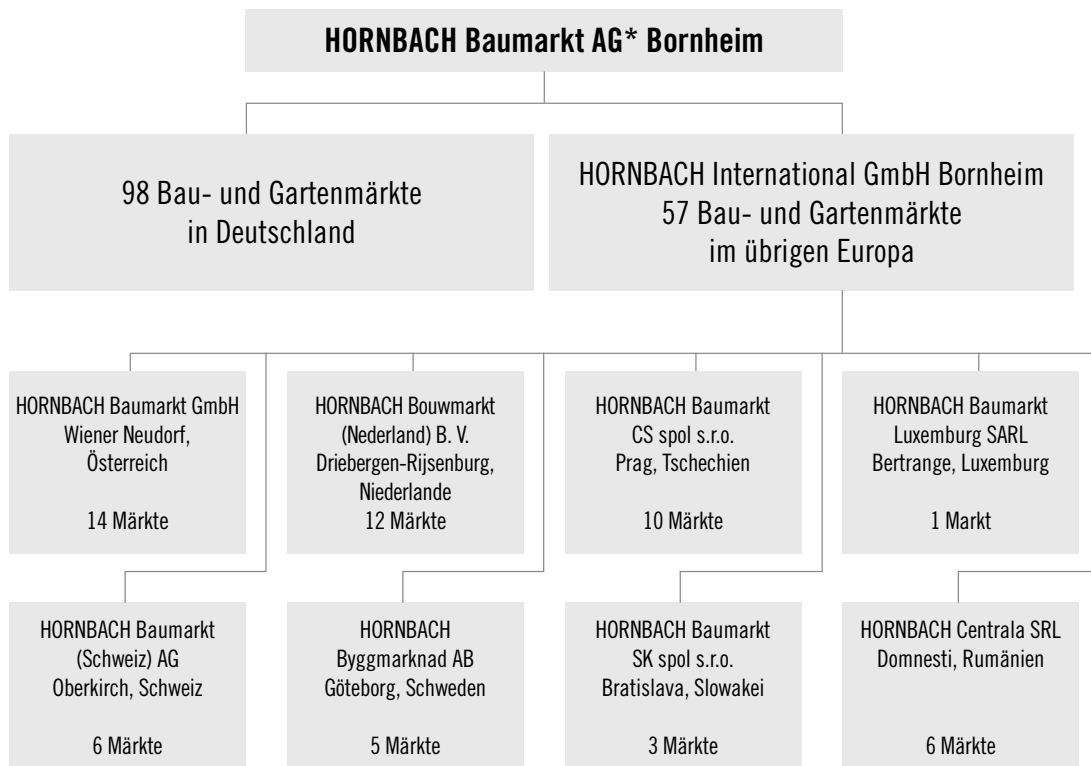 HORNBACH Baumarkt AG* Bornheim
98 Bau- und Gartenmärkte
in Deutschland
HORNBACH International GmbH Bornheim
57 Bau- und Gartenmärkte
im übrigen Europa
HORNBACH Baumarkt GmbH
Wiener Neudorf,
Österreich
14 Märkte
HORNBACH Bouwmarkt
(Nederland) B. V.
Driebergen-Rijsenburg,
Niederlande
12 Märkte
HORNBACH Baumarkt
CS spol s.r.o.
Prag, Tschechien
10 Märkte
HORNBACH Baumarkt
Luxemburg SARL
Bertrange, Luxemburg
1 Markt
HORNBACH Baumarkt
(Schweiz) AG
Oberkirch, Schweiz
6 Märkte
HORNBACH
Byggmarknad AB
Göteborg, Schweden
5 Märkte
HORNBACH Baumarkt
SK spol s.r.o.
Bratislava, Slowakei
3 Märkte
HORNBACH Centrala SRL
Domnesti, Rumänien
6 Märkte